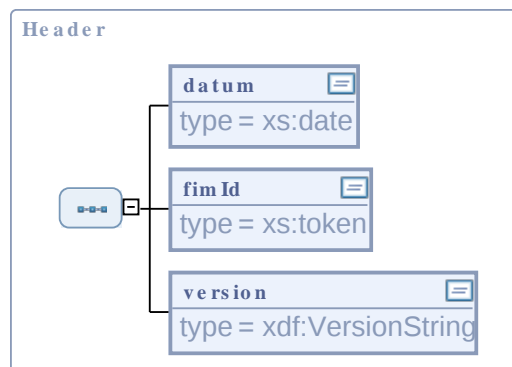 Header
datum
type = xs:date
fimId
type = xs:token
version
type = xdf:VersionString